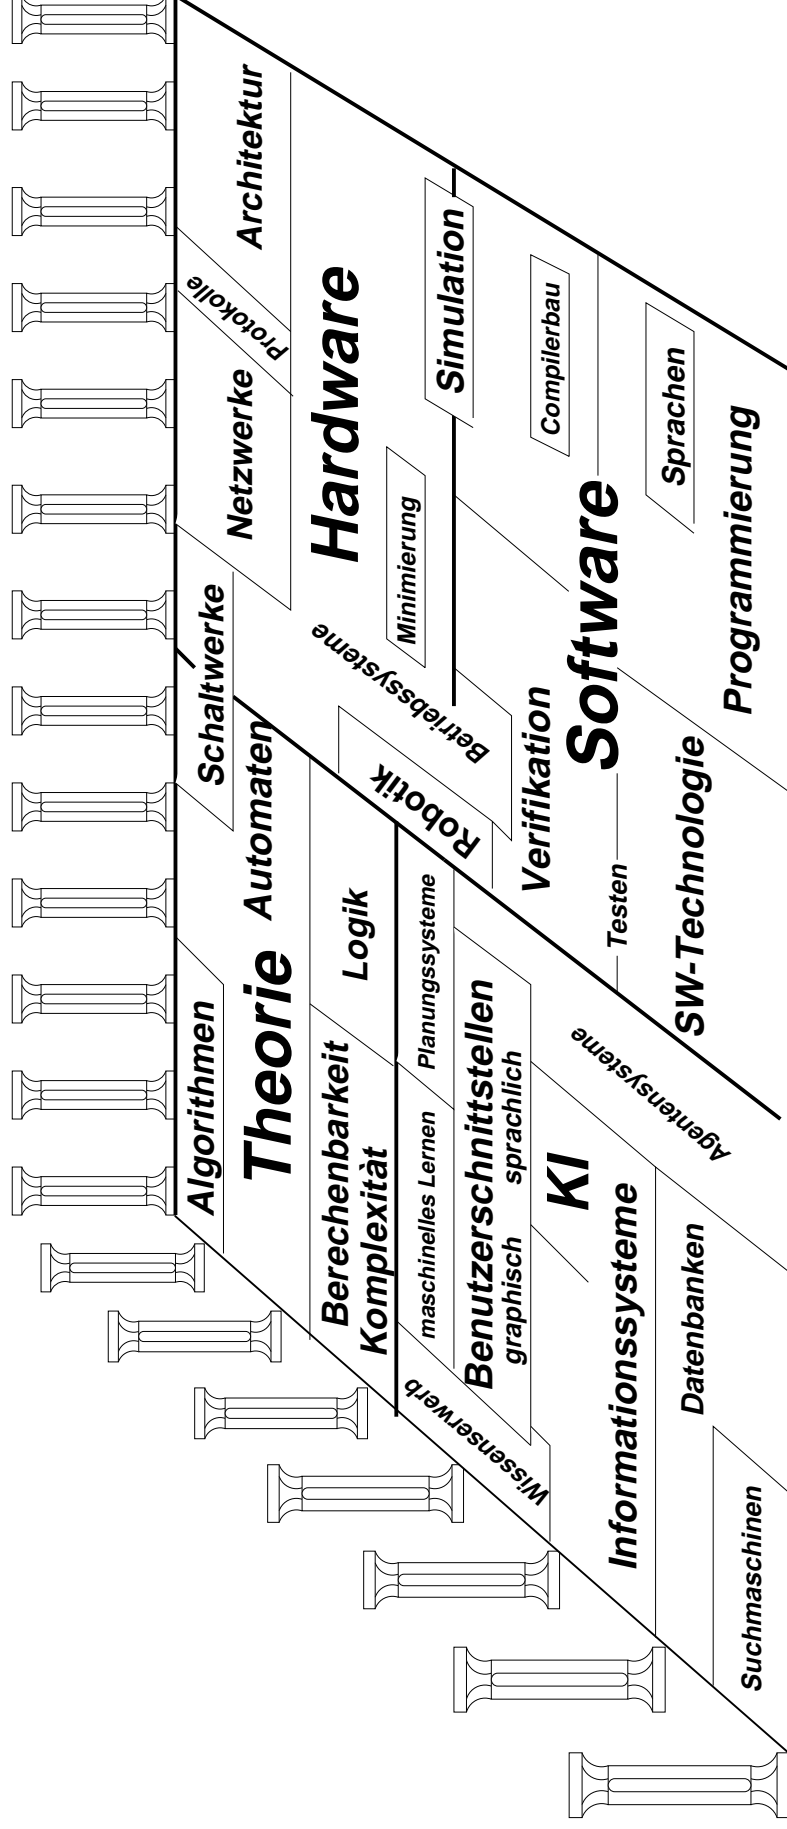 Algorithmen
Schaltwerke
Netzwerke
Protokolle
Architektur
Theorie
Automaten
Hardware
Berechenbarkeit
Komplexitàt
Logik
Betriebssysteme
Minimierung
Simulation
Robotik
Wissenserwerb
maschinelles Lernen
Planungssysteme
Benutzerschnittstellen
graphisch
sprachlich
Verifikation
Compilerbau
KI
Software
Informationssysteme
Testen
Agentensysteme
Sprachen
Datenbanken
SW-Technologie
Programmierung
Suchmaschinen